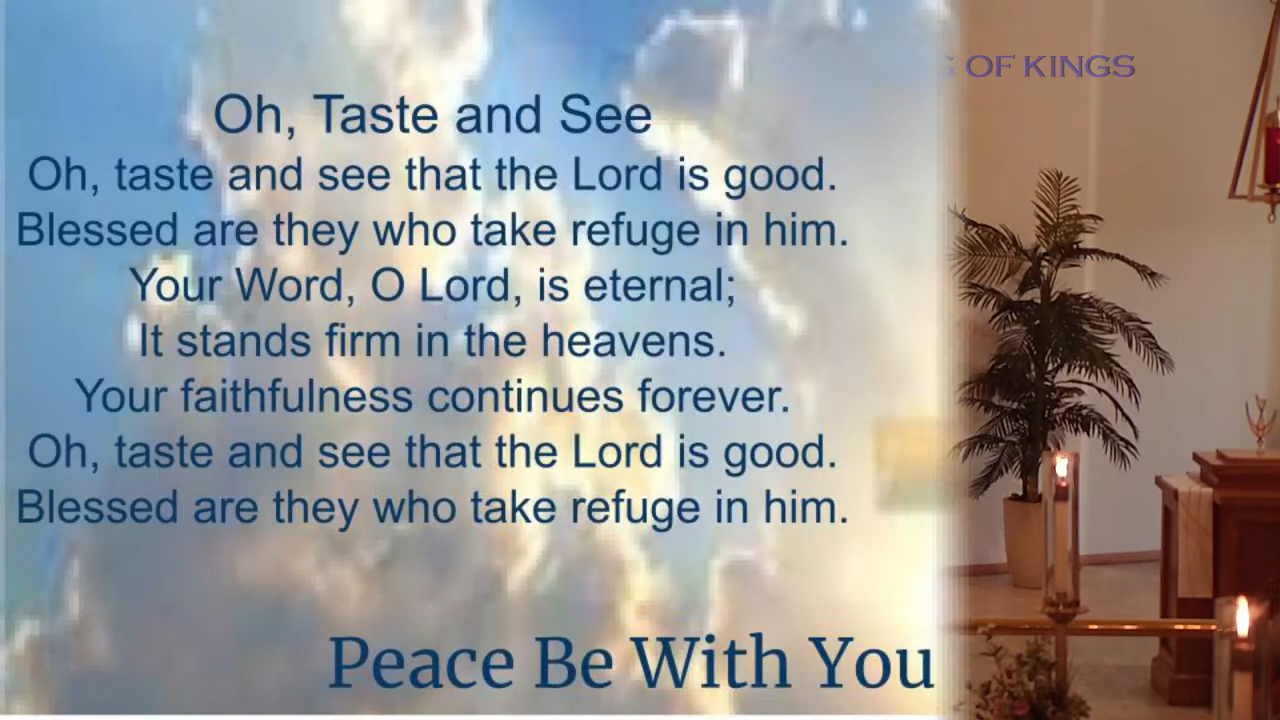 OF KINGS
Oh, Taste and See
Oh, taste and see that the Lord is good.
Blessed are they who take refuge in him.
Your Word, O Lord, is eternal;
It stands firm in the heavens.
Your faithfulness continues forever.
Oh, taste and see that the Lord is good.
Blessed are they who take refuge in him.
Peace Be With You